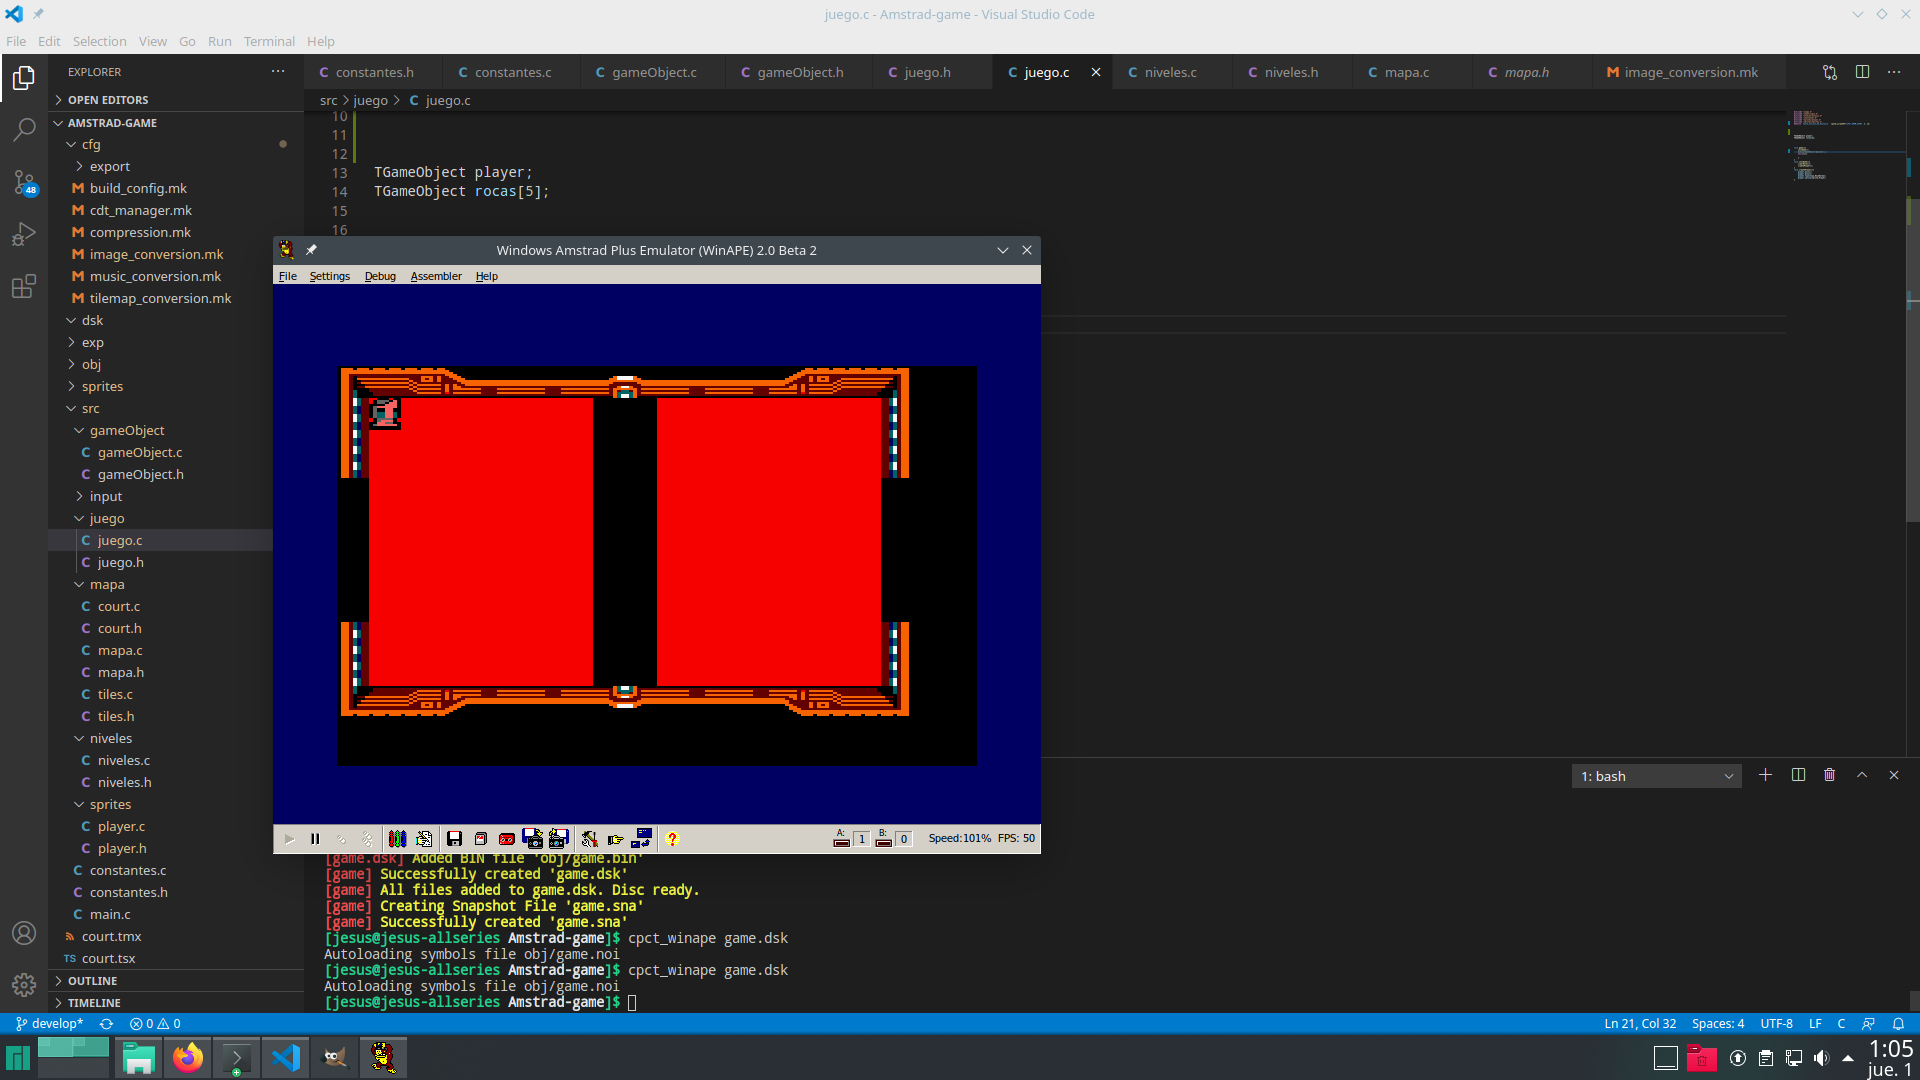 juego.c - Amstrad-game - Visual Studio Code
File Edit Selection View Go Run Terminal Help
EXPLORER
OPEN EDITORS
AMSTRAD-GAME
cfg
export
build_config.mk
cdt_manager.mk
compression.mk
image_conversion.mk
music_conversion.mk
tilemap_conversion.mk
dsk
exp
obj
sprites
src
gameObject
C gameObject.c
C gameObject.h
input
juego
C juego.c
C juego.h
mapa
C court.c
C court.h
C mapa.c
C mapa.h
C tiles.c
C tiles.h
niveles
C niveles.c
C niveles.h
sprites
C player.c
C player.h
C constantes.c
C constantes.h
C main.c
court.tmx
TS court.tsx
OUTLINE
TIMELINE
48
C constantes.h C constantes.c C gameObject.c C gameObject.h C juego.h C juego.c C niveles.c C niveles.h C mapa.c C mapa.h image_conversion.mk
src > juego > C juego.c
10
11
12
13 TGameObject player;
14 TGameObject rocas[5];
15
16
Windows Amstrad Plus Emulator (WinAPE) 2.0 Beta 2
File Settings Debug Assembler Help
A: 1 B: 0 Speed:101% FPS: 50
1: bash
[game.dsk] Added BIN file 'obj/game.bin'
[game] Successfully created 'game.dsk'
[game] All files added to game.dsk. Disc ready.
[game] Creating Snapshot File 'game.sna'
[game] Successfully created 'game.sna'
[jesus@jesus-allseries Amstrad-game]$ cpct_winape game.dsk
Autoloading symbols file obj/game.noi
[jesus@jesus-allseries Amstrad-game]$ cpct_winape game.dsk
Autoloading symbols file obj/game.noi
[jesus@jesus-allseries Amstrad-game]$
develop* 0 0 Ln 21, Col 32 Spaces: 4 UTF-8 LF C
1:05
jue. 1